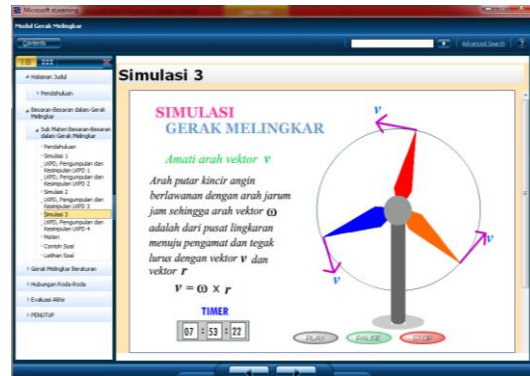 Microsoft eLearning
Modul Gerak Melingkar
Contents
Advanced Search
?
Halaman Judul
Pendahuluan
Besaran-Besaran dalam Gerak
Melingkar
Sub Materi Besaran-Besaran
dalam Gerak Melingkar
Pendahuluan
Simulasi 1
LKPD, Pengumpulan dan
Kesimpulan LKPD 1
LKPD, Pengumpulan dan
Kesimpulan LKPD 2
Simulasi 2
LKPD, Pengumpulan dan
Kesimpulan LKPD 3
Simulasi 3
LKPD, Pengumpulan dan
Kesimpulan LKPD 4
Materi
Contoh Soal
Latihan Soal
Gerak Melingkar Beraturan
Hubungan Roda-Roda
Evaluasi Akhir
PENUTUP
Simulasi 3
SIMULASI
GERAK MELINGKAR
Amati arah vektor v
Arah putar kincir angin
berlawanan dengan arah jarum
jam sehingga arah vektor ω
adalah dari pusat lingkaran
menuju pengamat dan tegak
lurus dengan vektor v dan
vektor r
v = ω × r
TIMER
07 : 53 : 22
v
v
v
PLAY
PAUSE
STOP